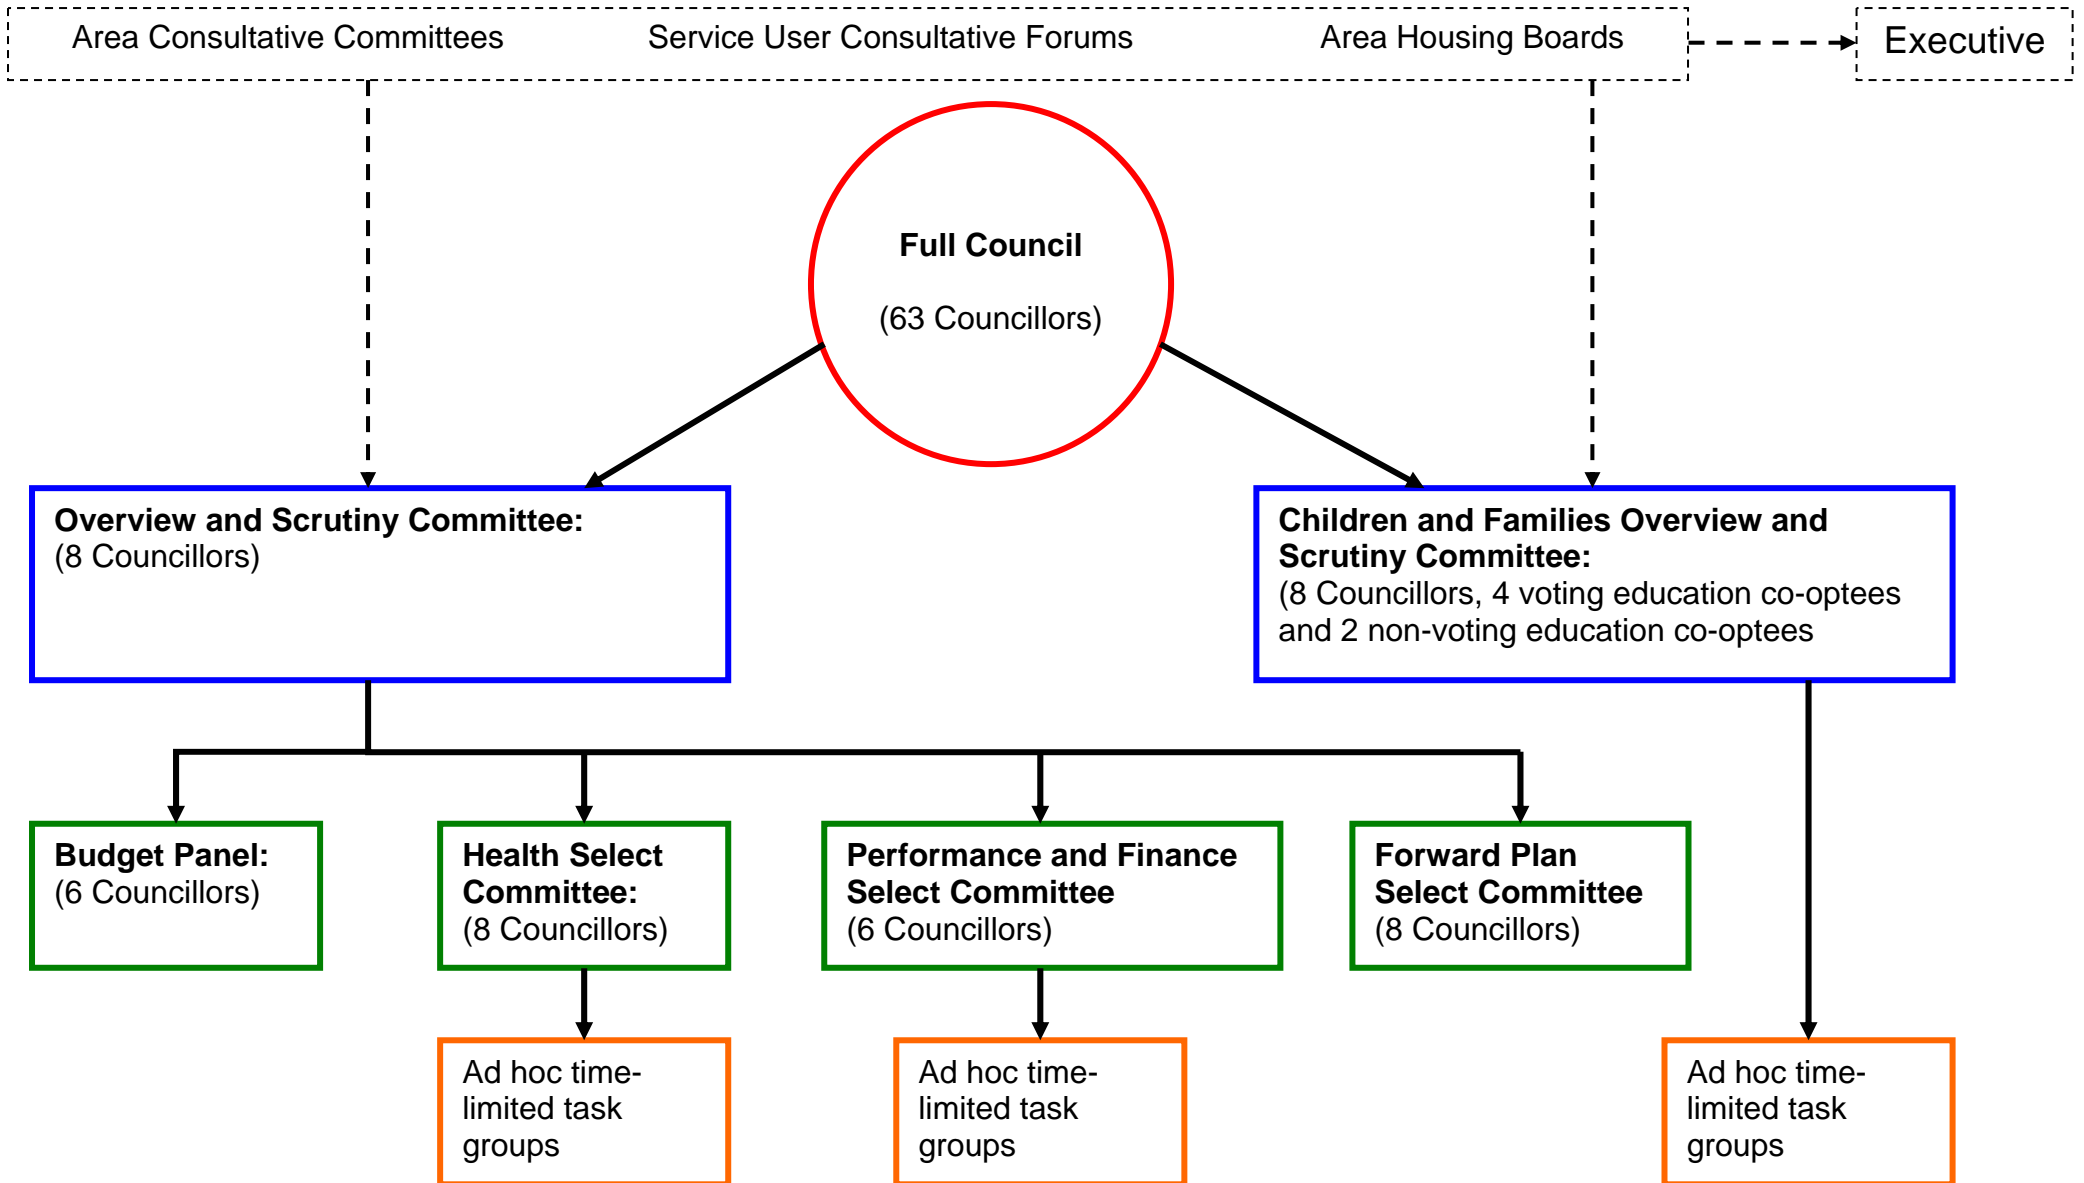 Area Consultative Committees
Service User Consultative Forums
Area Housing Boards
Executive
Full Council
(63 Councillors)
Overview and Scrutiny Committee:
(8 Councillors)
Children and Families Overview and
Scrutiny Committee:
(8 Councillors, 4 voting education co-optees
and 2 non-voting education co-optees
Budget Panel:
(6 Councillors)
Health Select
Committee:
(8 Councillors)
Performance and Finance
Select Committee
(6 Councillors)
Forward Plan
Select Committee
(8 Councillors)
Ad hoc time-
limited task
groups
Ad hoc time-
limited task
groups
Ad hoc time-
limited task
groups